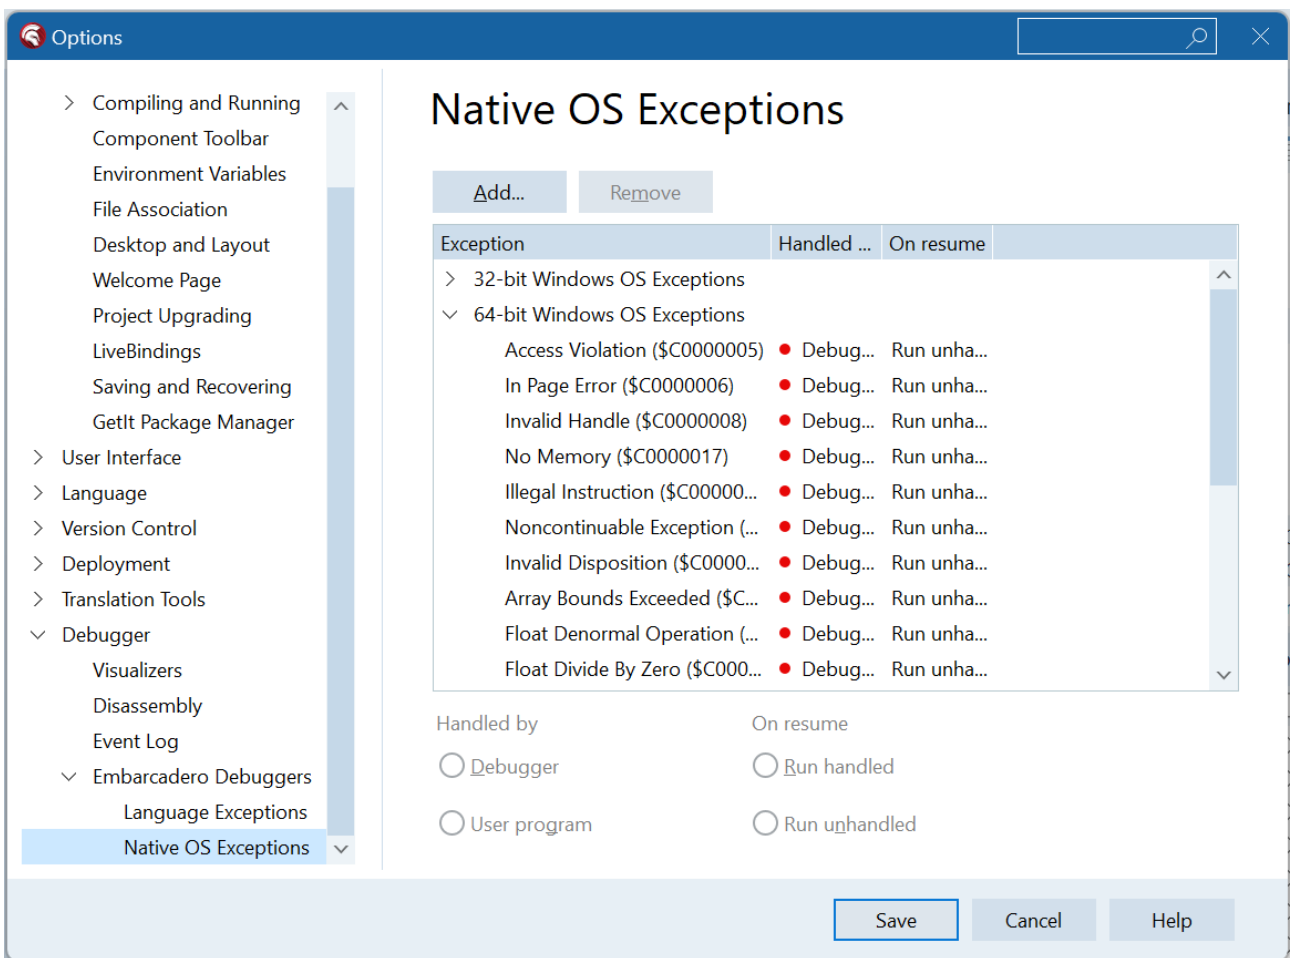 Options
Compiling and Running
Component Toolbar
Environment Variables
File Association
Desktop and Layout
Welcome Page
Project Upgrading
LiveBindings
Saving and Recovering
GetIt Package Manager
User Interface
Language
Version Control
Deployment
Translation Tools
Debugger
Visualizers
Disassembly
Event Log
Embarcadero Debuggers
Language Exceptions
Native OS Exceptions
Native OS Exceptions
Add... Remove
Exception Handled ... On resume
32-bit Windows OS Exceptions
64-bit Windows OS Exceptions
Access Violation ($C0000005) Debug... Run unha...
In Page Error ($C0000006) Debug... Run unha...
Invalid Handle ($C0000008) Debug... Run unha...
No Memory ($C0000017) Debug... Run unha...
Illegal Instruction ($C00000... Debug... Run unha...
Noncontinuable Exception (... Debug... Run unha...
Invalid Disposition ($C0000... Debug... Run unha...
Array Bounds Exceeded ($C... Debug... Run unha...
Float Denormal Operation (... Debug... Run unha...
Float Divide By Zero ($C000... Debug... Run unha...
Handled by On resume
Debugger Run handled
User program Run unhandled
Save Cancel Help